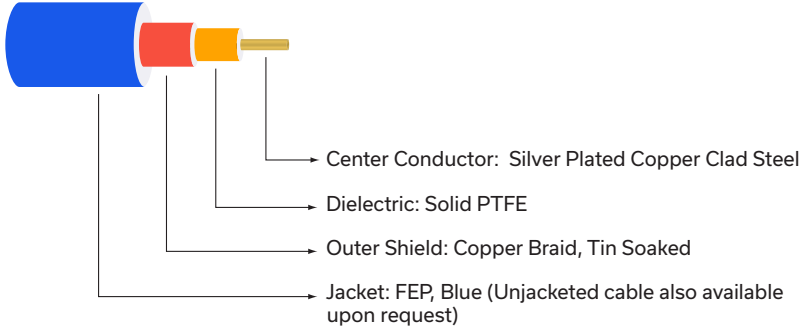 Center Conductor: Silver Plated Copper Clad Steel
Dielectric: Solid PTFE
Outer Shield: Copper Braid, Tin Soaked
Jacket: FEP, Blue (Unjacketed cable also available
upon request)